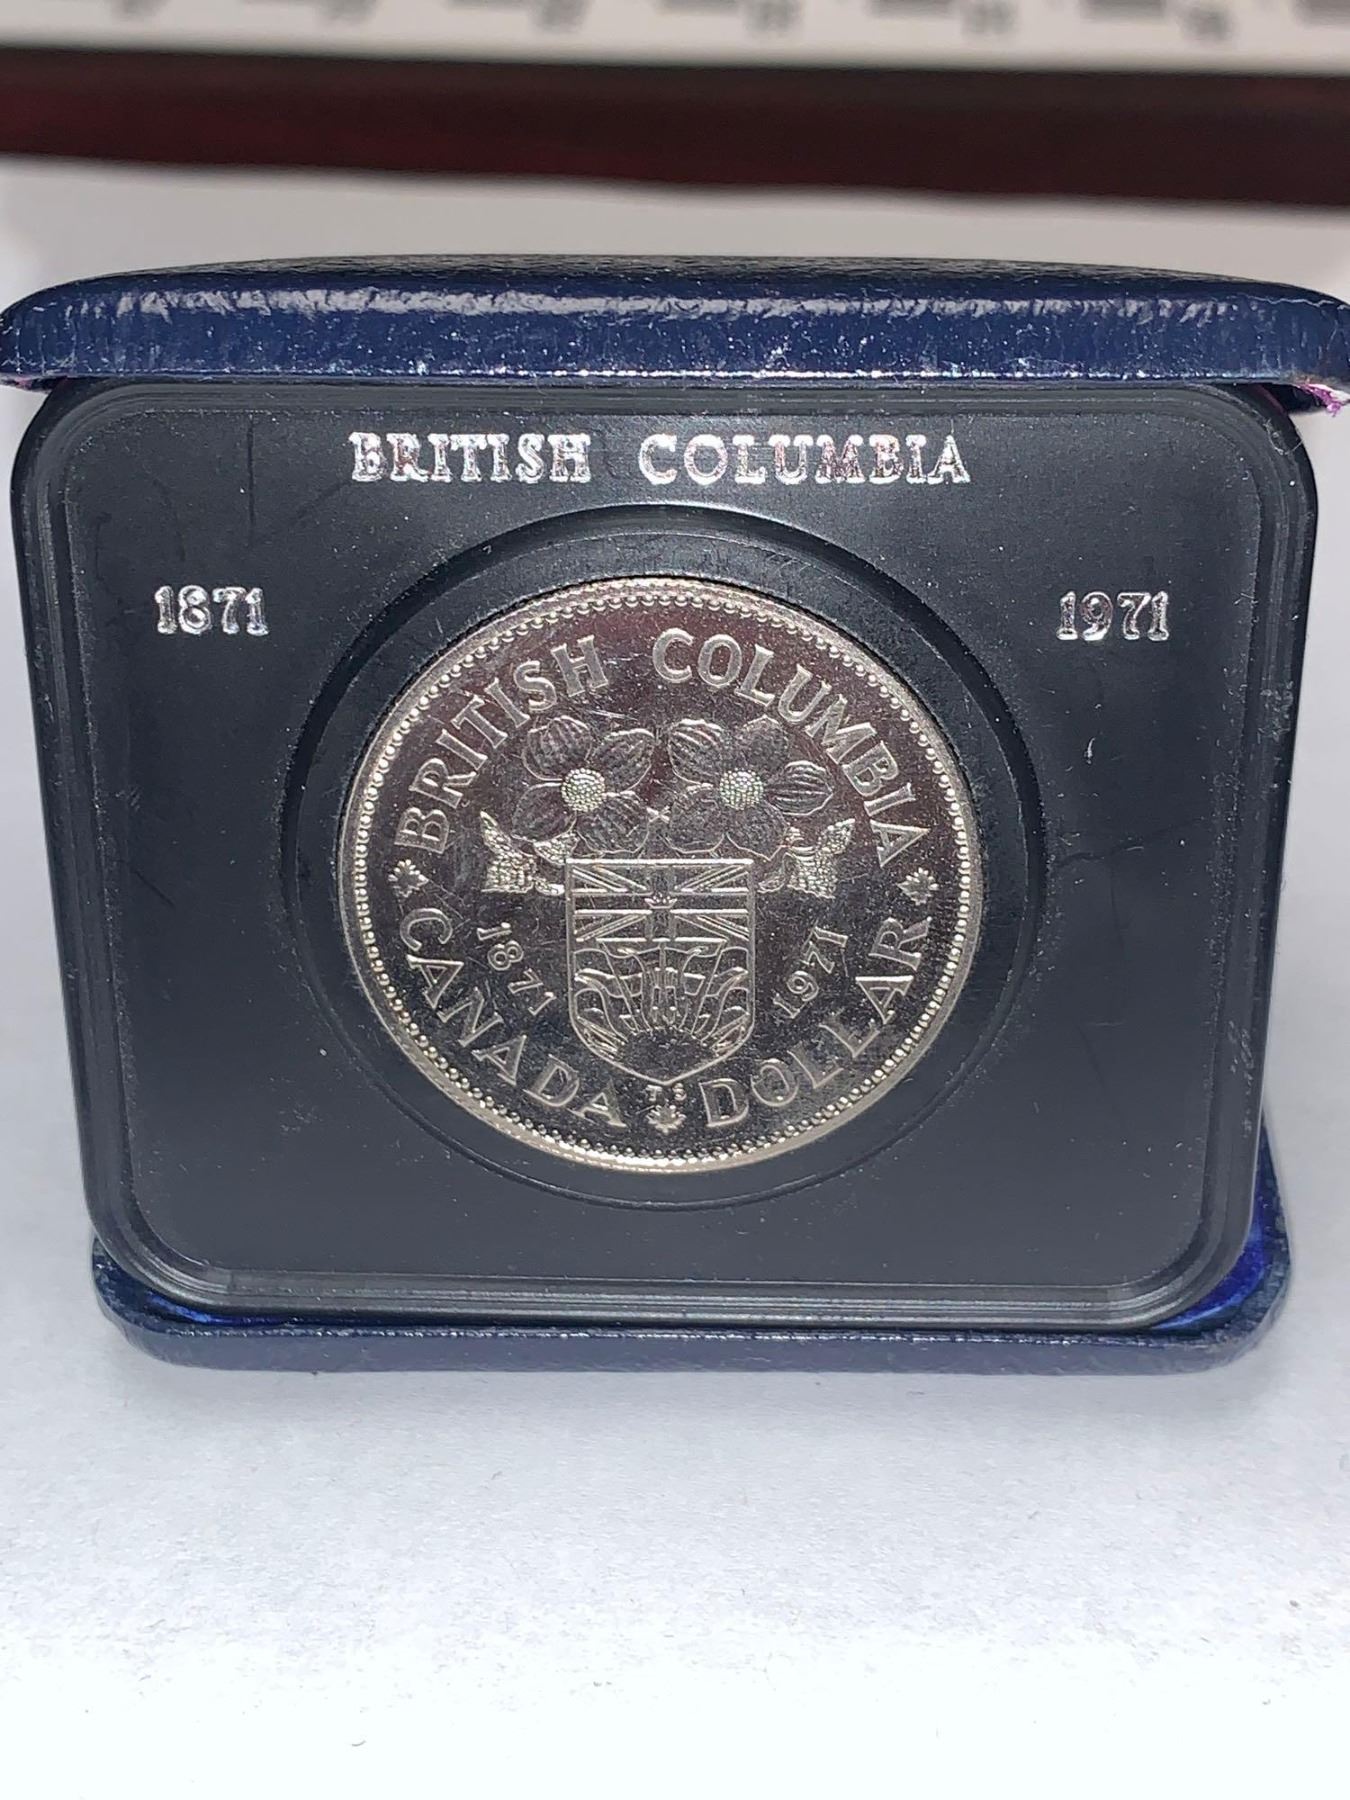 BRITISH COLUMBIA
1871 1971
BRITISH COLUMBIA
1871 1971
CANADA DOLLAR
T S